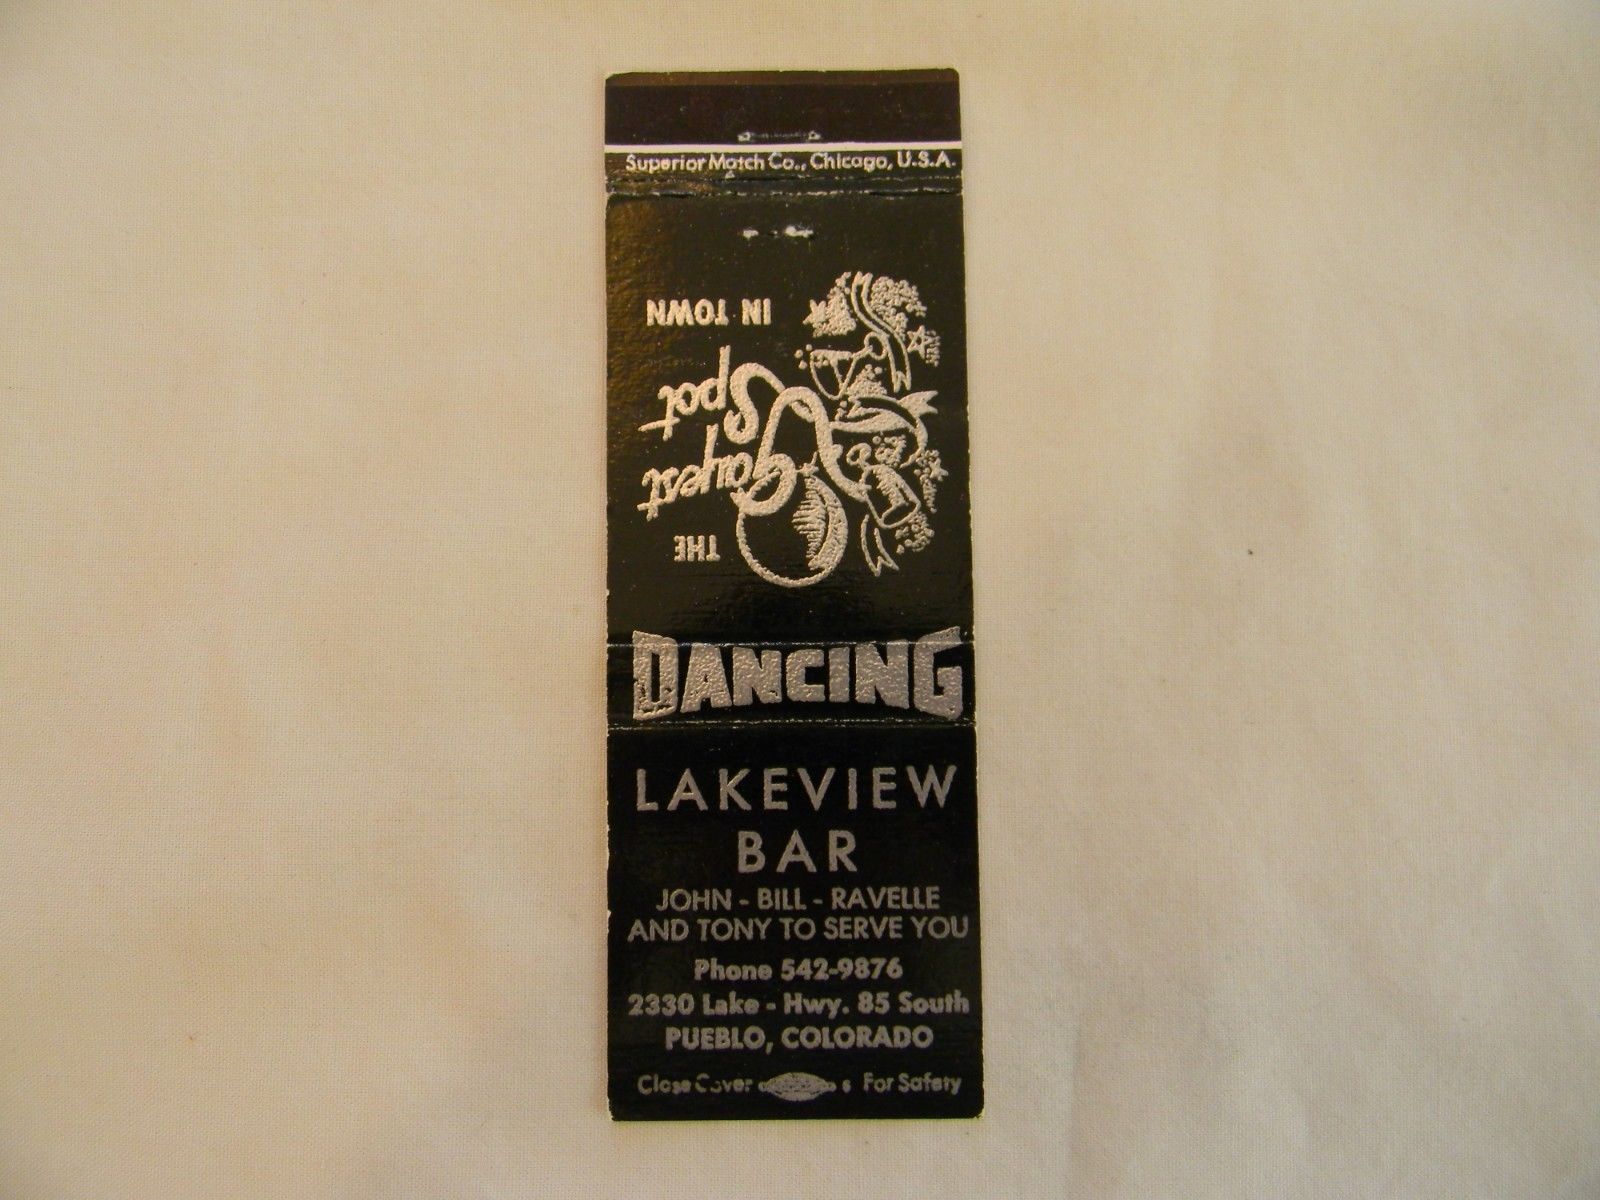 Superior Match Co., Chicago, U.S.A.
THE
Gayest
Spot
IN TOWN
DANCING
LAKEVIEW
BAR
JOHN - BILL - RAVELLE
AND TONY TO SERVE YOU
Phone 542-9876
2330 Lake - Hwy. 85 South
PUEBLO, COLORADO
Close Cover For Safety